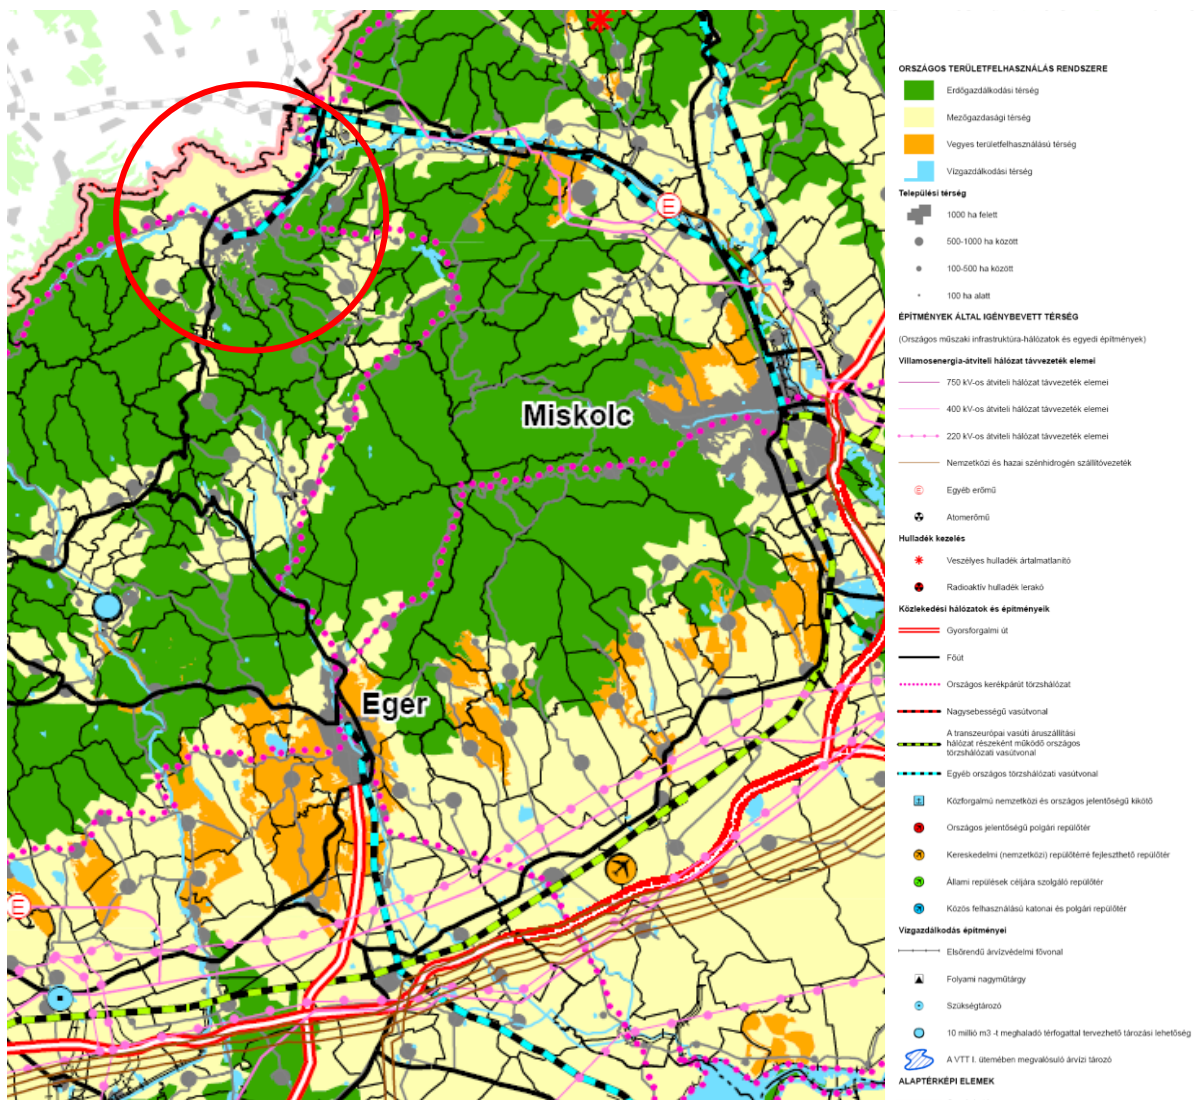 Miskolc
Eger
ORSZÁGOS TERÜLETFELHASZNÁLÁS RENDSZERE
Erdőgazdálkodási térség
Mezőgazdasági térség
Vegyes területfelhasználású térség
Vízgazdálkodási térség
Települési térség
1000 ha felett
500-1000 ha között
100-500 ha között
100 ha alatt
ÉPÍTMÉNYEK ÁLTAL IGÉNYBEVETT TÉRSÉG
(Országos műszaki infrastruktúra-hálózatok és egyedi építmények)
Villamosenergia-átviteli hálózat távvezeték elemei
750 kV-os átviteli hálózat távvezeték elemei
400 kV-os átviteli hálózat távvezeték elemei
220 kV-os átviteli hálózat távvezeték elemei
Nemzetközi és hazai szénhidrogén szállítóvezeték
Egyéb erőmű
Atomerőmű
Hulladék kezelés
Veszélyes hulladék ártalmatlanító
Radioaktív hulladék lerakó
Közlekedési hálózatok és építményeik
Gyorsforgalmi út
Főút
Országos kerékpárút törzshálózat
Nagysebességű vasútvonal
A transzeurópai vasúti áruszállítási
hálózat részeként működő országos
törzshálózati vasútvonal
Egyéb országos törzshálózati vasútvonal
Közforgalmú nemzetközi és országos jelentőségű kikötő
Országos jelentőségű polgári repülőtér
Kereskedelmi (nemzetközi) repülőtérré fejleszthető repülőtér
Állami repülések céljára szolgáló repülőtér
Közös felhasználású katonai és polgári repülőtér
Vízgazdálkodás építményei
Elsőrendű árvízvédelmi fővonal
Folyami nagyműtárgy
Szükségtározó
10 millió m3 -t meghaladó térfogattal tervezhető tározási lehetőség
A VTT I. ütemében megvalósuló árvízi tározó
ALAPTÉRKÉPI ELEMEK